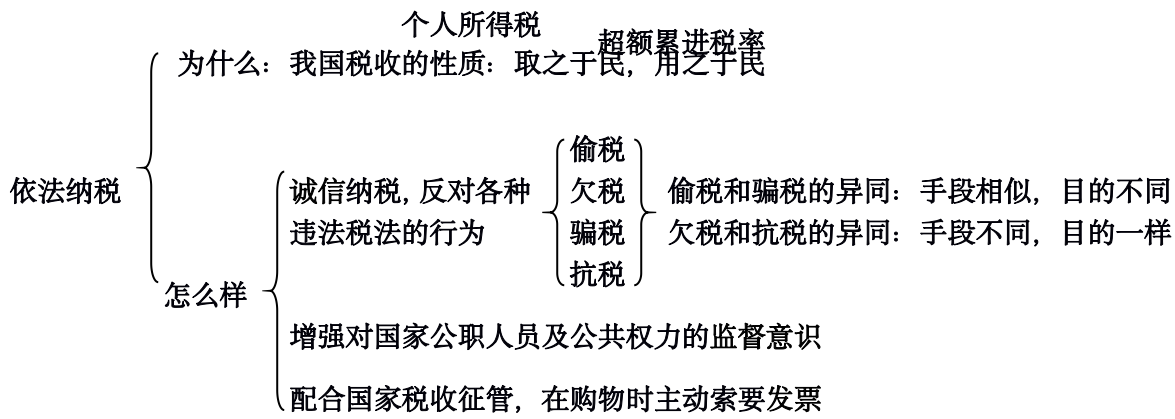 个人所得税
超额累进税率
为什么：我国税收的性质：取之于民，用之于民
依法纳税
怎么样
诚信纳税，反对各种
违法税法的行为
偷税
欠税
骗税
抗税
偷税和骗税的异同：手段相似，目的不同
欠税和抗税的异同：手段不同，目的一样
增强对国家公职人员及公共权力的监督意识
配合国家税收征管，在购物时主动索要发票